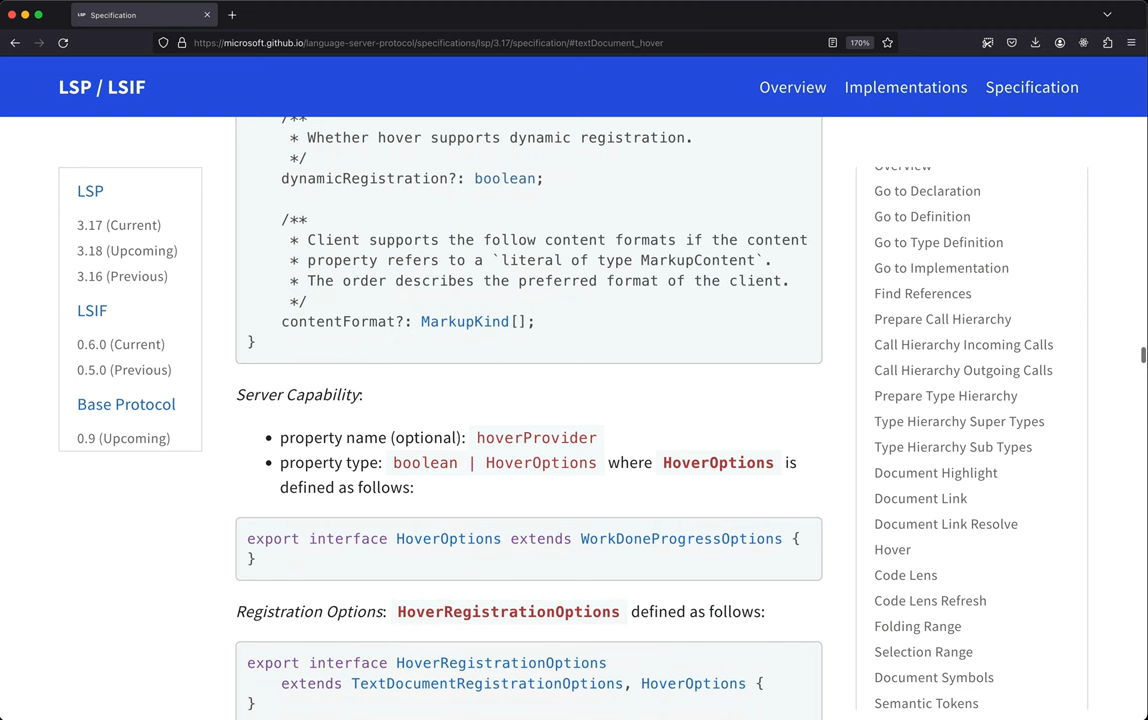 LSP Specification
https://microsoft.github.io/language-server-protocol/specifications/lsp/3.17/specification/#textDocument_hover
170%
LSP / LSIF
Overview
Implementations
Specification
LSP
3.17 (Current)
3.18 (Upcoming)
3.16 (Previous)
LSIF
0.6.0 (Current)
0.5.0 (Previous)
Base Protocol
0.9 (Upcoming)
/**
* Whether hover supports dynamic registration.
*/
dynamicRegistration?: boolean;
/**
* Client supports the follow content formats if the content
* property refers to a `literal of type MarkupContent`.
* The order describes the preferred format of the client.
*/
contentFormat?: MarkupKind[];
}
Server Capability:
• property name (optional): hoverProvider
• property type: boolean | HoverOptions where HoverOptions is
defined as follows:
export interface HoverOptions extends WorkDoneProgressOptions {
}
Registration Options: HoverRegistrationOptions defined as follows:
export interface HoverRegistrationOptions
extends TextDocumentRegistrationOptions, HoverOptions {
}
Overview
Go to Declaration
Go to Definition
Go to Type Definition
Go to Implementation
Find References
Prepare Call Hierarchy
Call Hierarchy Incoming Calls
Call Hierarchy Outgoing Calls
Prepare Type Hierarchy
Type Hierarchy Super Types
Type Hierarchy Sub Types
Document Highlight
Document Link
Document Link Resolve
Hover
Code Lens
Code Lens Refresh
Folding Range
Selection Range
Document Symbols
Semantic Tokens